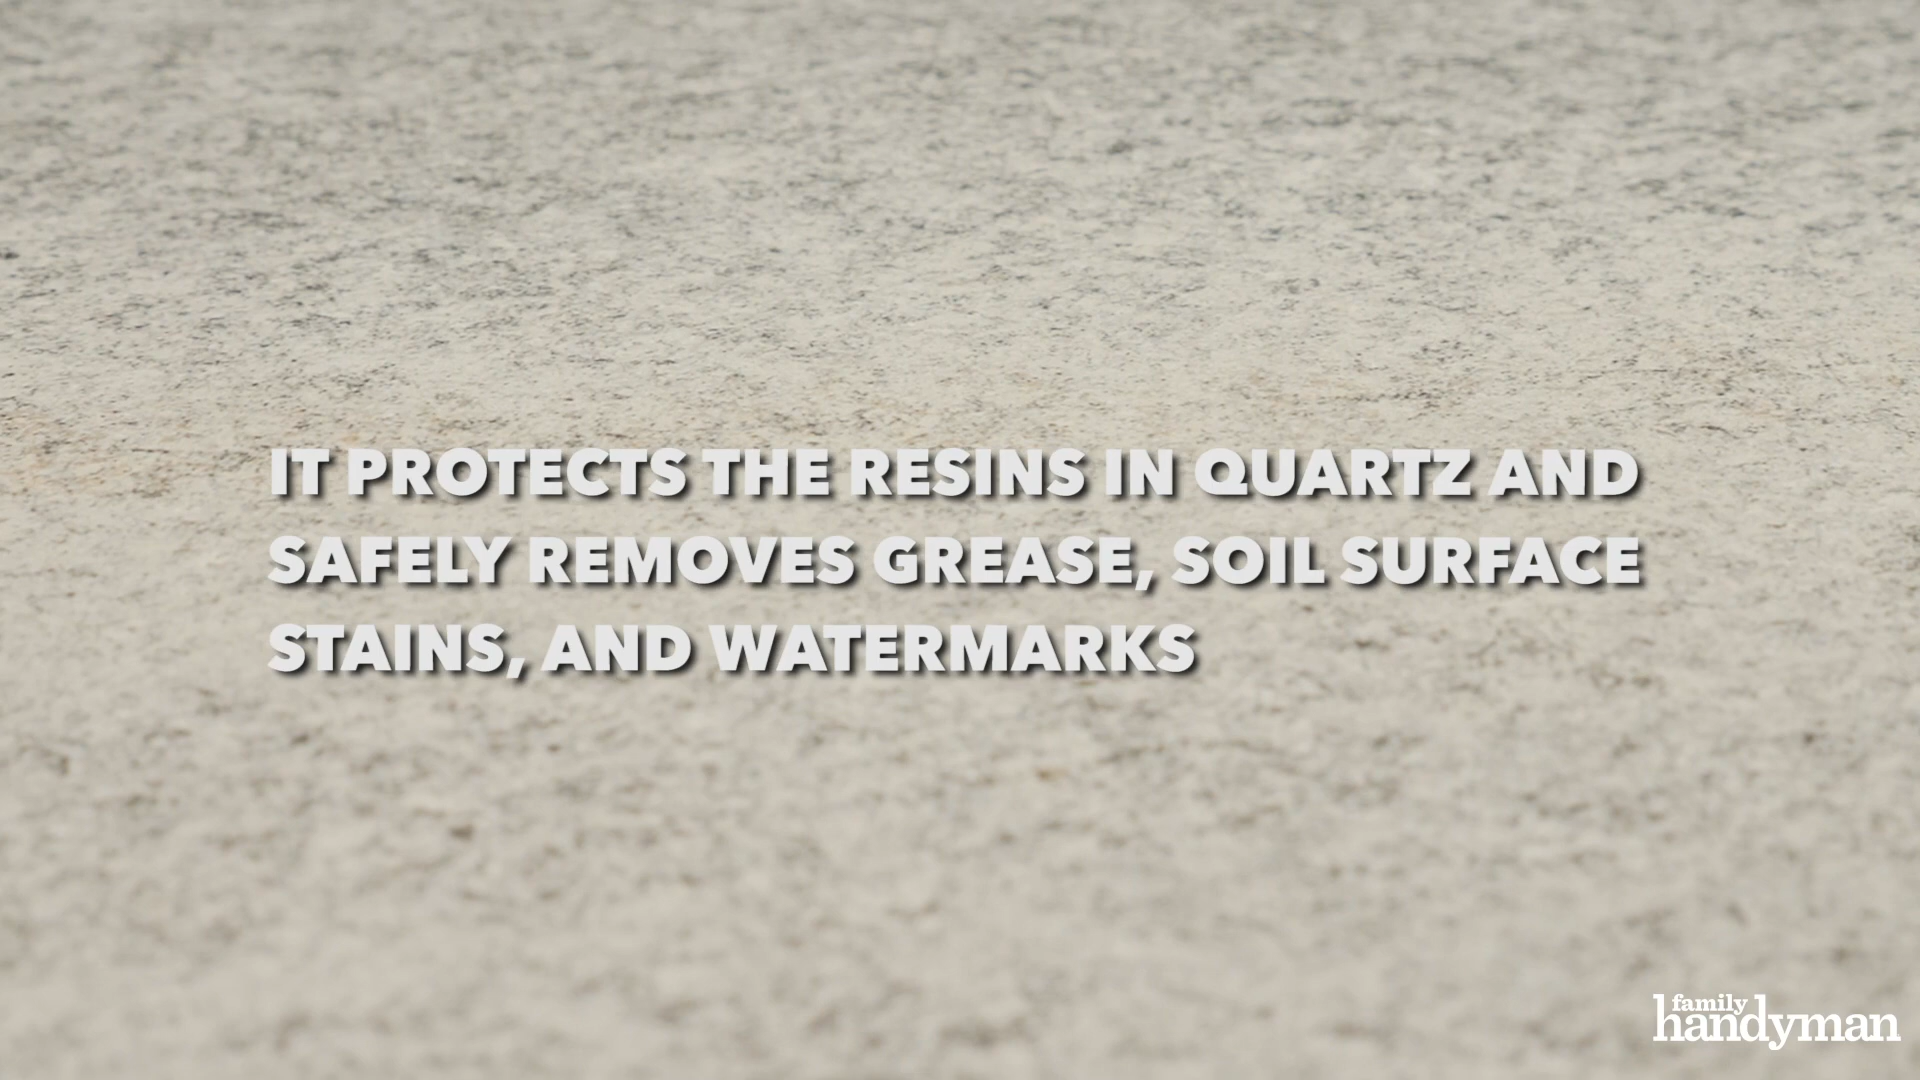 IT PROTECTS THE RESINS IN QUARTZ AND
SAFELY REMOVES GREASE, SOIL SURFACE
STAINS, AND WATERMARKS
family
handyman